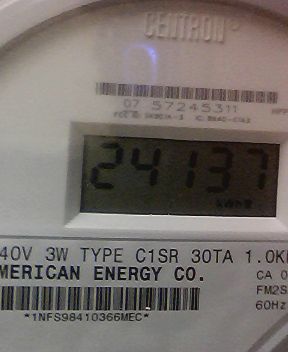 CENTRON®
07 57245311
24137
40V 3W TYPE C1SR 30TA 1.0K
MERICAN ENERGY CO.
CA 0
FM2S
60Hz
*1NFS98410366MEC*